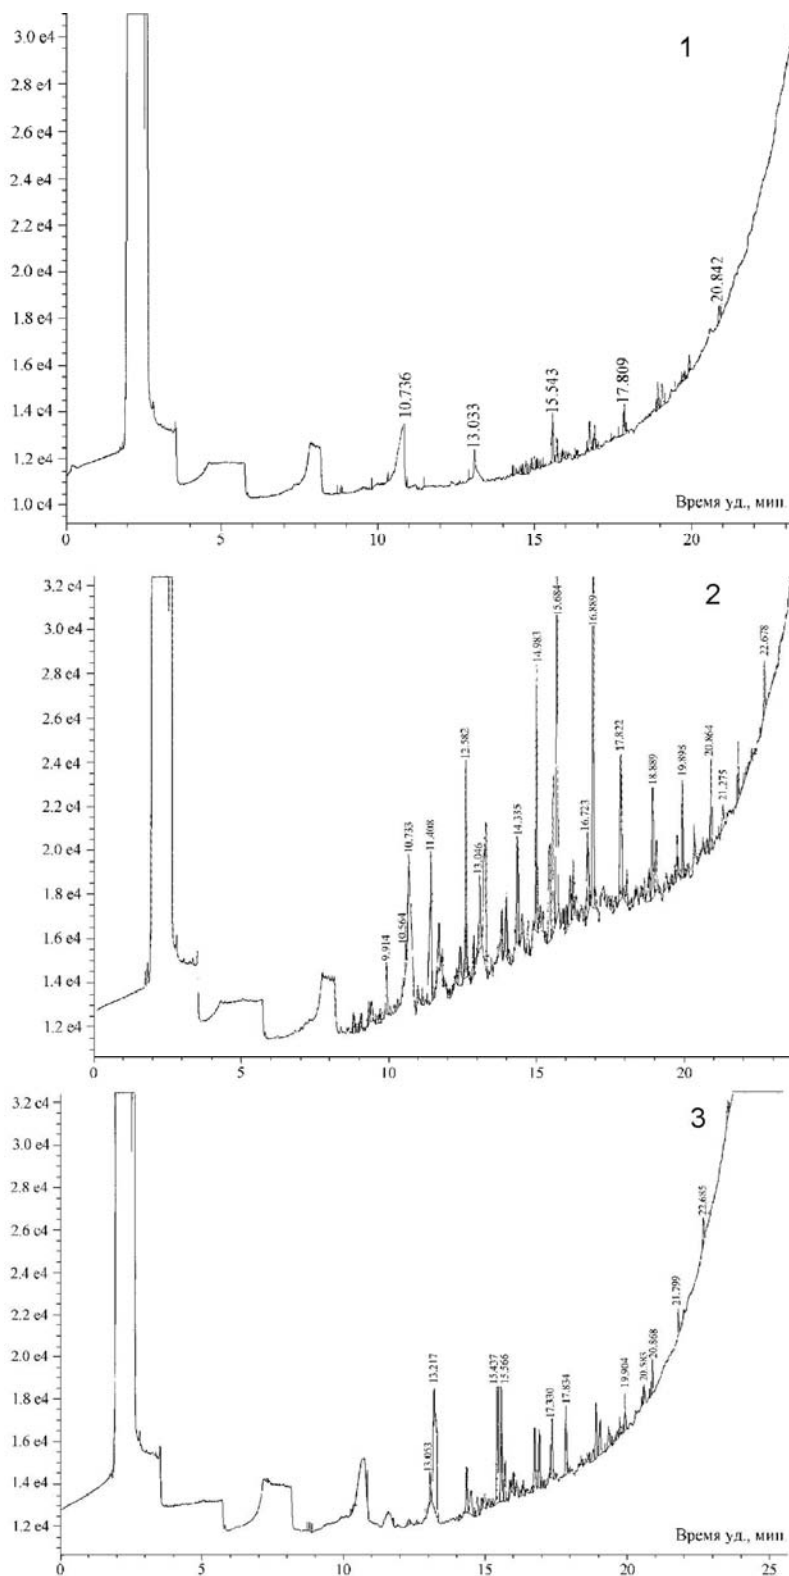 3.0 e4
1
2.8 e4
2.6 e4
2.4 e4
2.2 e4
2.0 e4
1.8 e4
1.6 e4
1.4 e4
1.2 e4
1.0 e4
10.736
13.033
15.543
17.809
20.842
Время уд., мин.
0 5 10 15 20
3.2 e4
2
3.0 e4
2.8 e4
2.6 e4
2.4 e4
2.2 e4
2.0 e4
1.8 e4
1.6 e4
1.4 e4
1.2 e4
9.914
10.564
10.733
11.408
12.582
13.046
14.335
14.983
15.684
16.723
16.889
17.822
18.889
19.898
20.864
21.275
22.678
0 5 10 15 20
3.2 e4
3
3.0 e4
2.8 e4
2.6 e4
2.4 e4
2.2 e4
2.0 e4
1.8 e4
1.6 e4
1.4 e4
1.2 e4
13.053
13.217
15.437
15.566
17.330
17.834
19.904
20.583
20.868
21.799
22.685
Время уд., мин
0 5 10 15 20 25